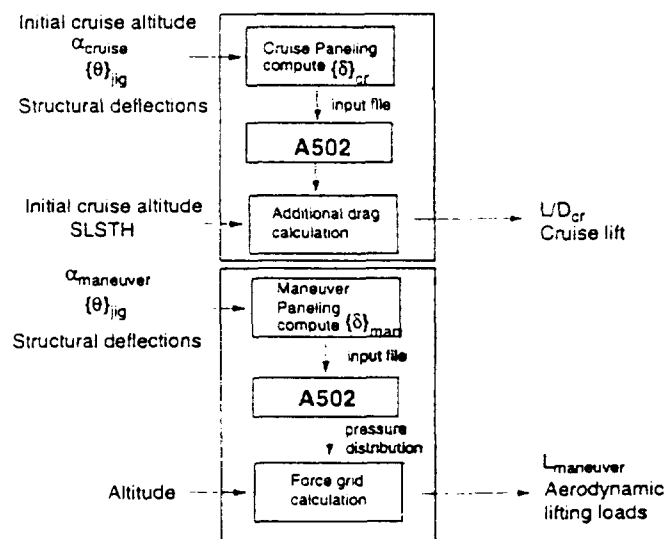 Initial cruise altitude
α_cruise
{θ}_jig
Structural deflections
Cruise Paneling
compute {δ}_cr
input file
A502
Initial cruise altitude
SLSTH
Additional drag
calculation
L/D_cr
Cruise lift
α_maneuver
{θ}_jig
Structural deflections
Maneuver
Paneling
compute {δ}_man
input file
A502
pressure
distribution
Altitude
Force grid
calculation
L_maneuver
Aerodynamic
lifting loads